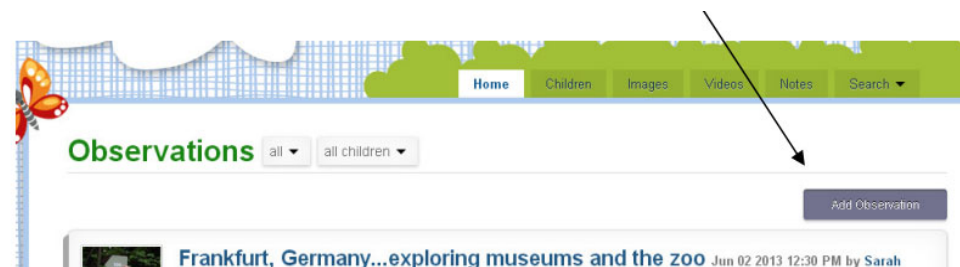 Home Children Images Videos Notes Search
Observations all all children
Add Observation
Frankfurt, Germany...exploring museums and the zoo Jun 02 2013 12:30 PM by Sarah